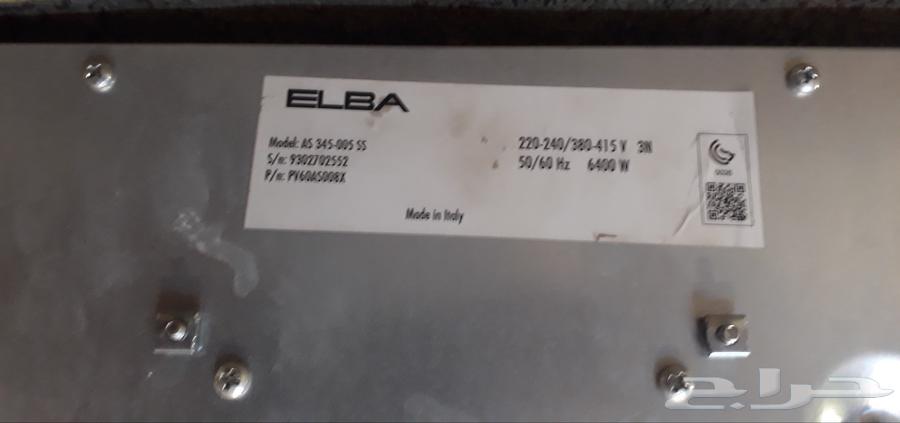 ELBA
Model: AS 345-005 SS
S/n: 9302702552
P/n: PV60AS008X
220-240/380-415 V 3N
50/60 Hz 6400 W
Made in Italy
حراج